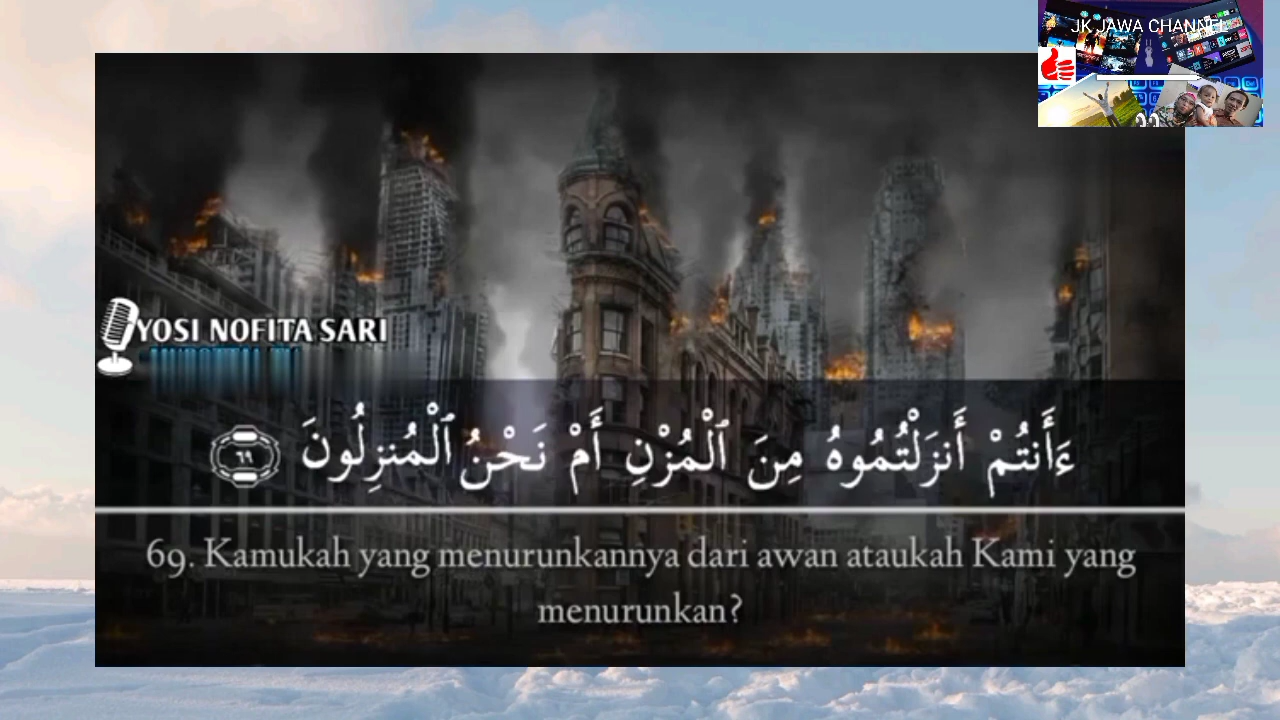 JK JAWA CHANNEL
YOSI NOFITA SARI
ءَأَنتُمْ أَنزَلْتُمُوهُ مِنَ ٱلْمُزْنِ أَمْ نَحْنُ ٱلْمُنزِلُونَ ٦٩
69. Kamukah yang menurunkannya dari awan ataukah Kami yang
menurunkan?